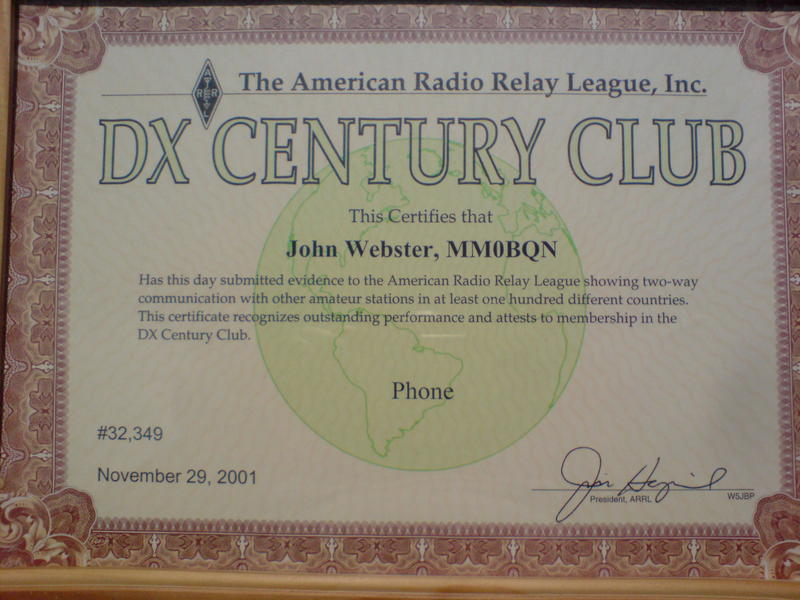 The American Radio Relay League, Inc.
ARRL
DX CENTURY CLUB
This Certifies that
John Webster, MM0BQN
Has this day submitted evidence to the American Radio Relay League showing two-way
communication with other amateur stations in at least one hundred different countries.
This certificate recognizes outstanding performance and attests to membership in the
DX Century Club.
Phone
#32,349
November 29, 2001
President, ARRL
W5JBP